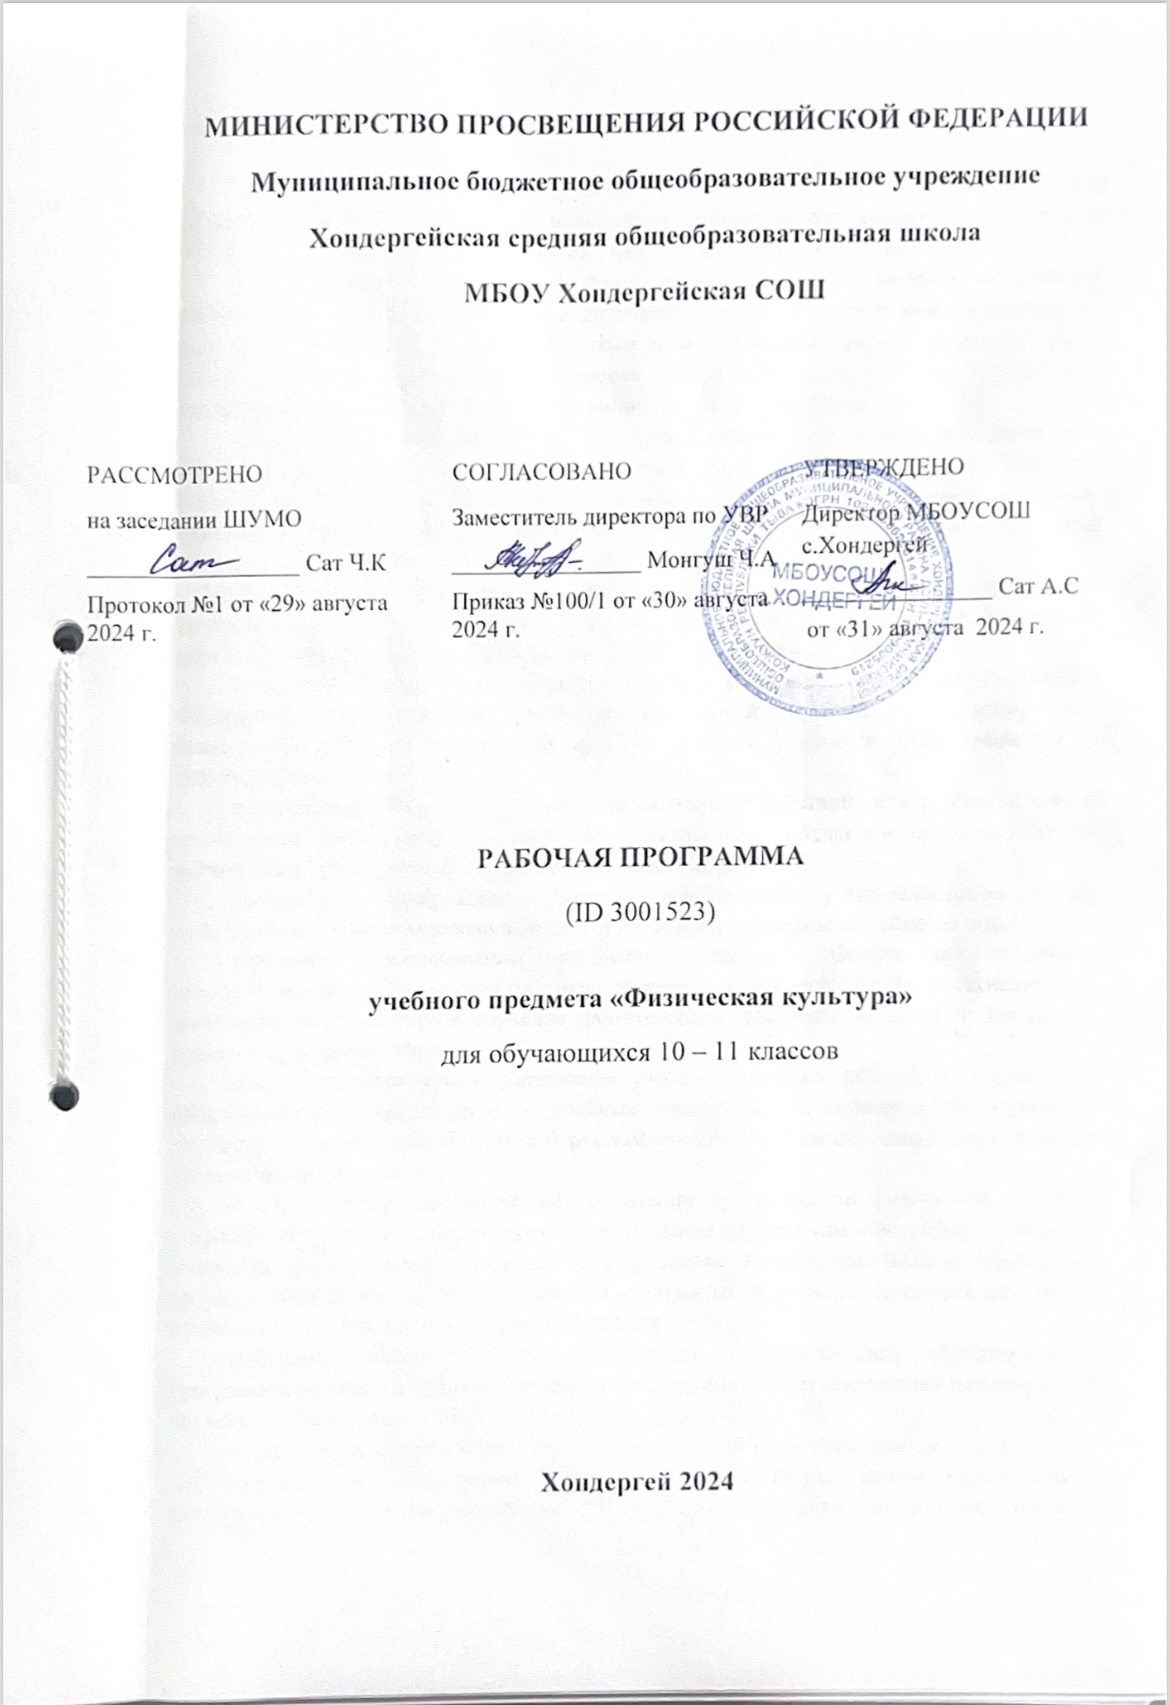 МИНИСТЕРСТВО ПРОСВЕЩЕНИЯ РОССИЙСКОЙ ФЕДЕРАЦИИ
Муниципальное бюджетное общеобразовательное учреждение
Хондергейская средняя общеобразовательная школа
МБОУ Хондергейская СОШ
РАССМОТРЕНО
на заседании ШУМО
Сат Ч.К
Протокол №1 от «29» августа
2024 г.
СОГЛАСОВАНО
Заместитель директора по УВР
Монгуш Ч.А
Приказ №100/1 от «30» августа
2024 г.
УТВЕРЖДЕНО
Директор МБОУСОШ
с.Хондергей
Сат А.С
от «31» августа 2024 г.
МБОУСОШ
ХОНДЕРГЕЙ
РАБОЧАЯ ПРОГРАММА
(ID 3001523)
учебного предмета «Физическая культура»
для обучающихся 10 – 11 классов
Хондергей 2024